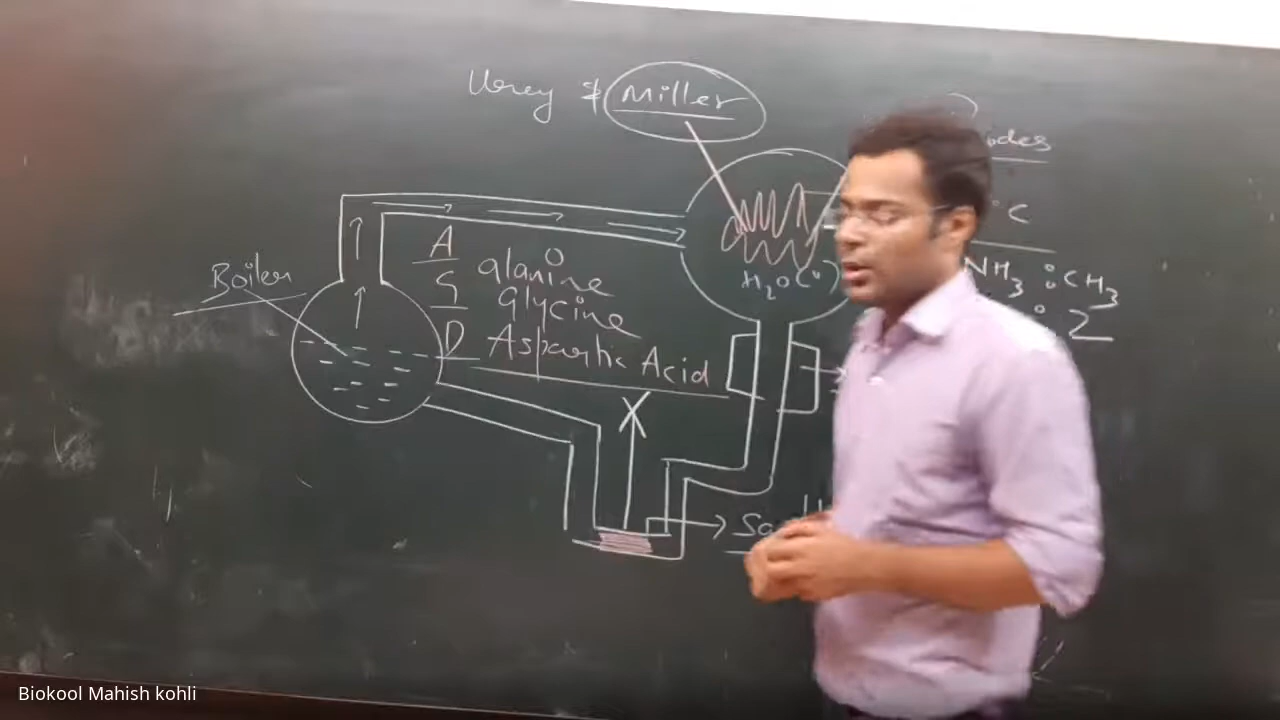 Urey & Miller
odes
°C
NH3 : CH3
: 2
H2O(v)
Boiler
A alanine
G glycine
D Aspartic Acid
Biokool Mahish kohli